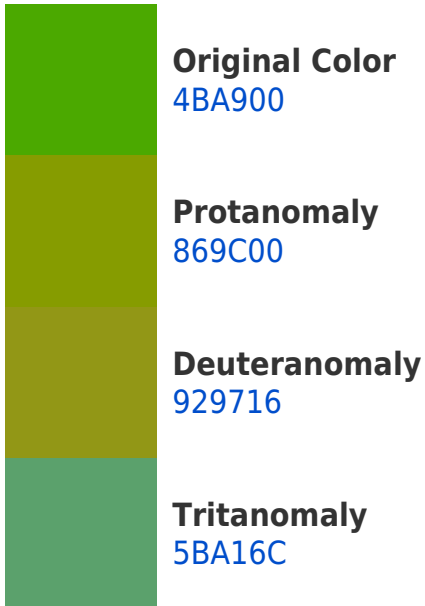 Original Color
4BA900
Protanomaly
869C00
Deuteranomaly
929716
Tritanomaly
5BA16C